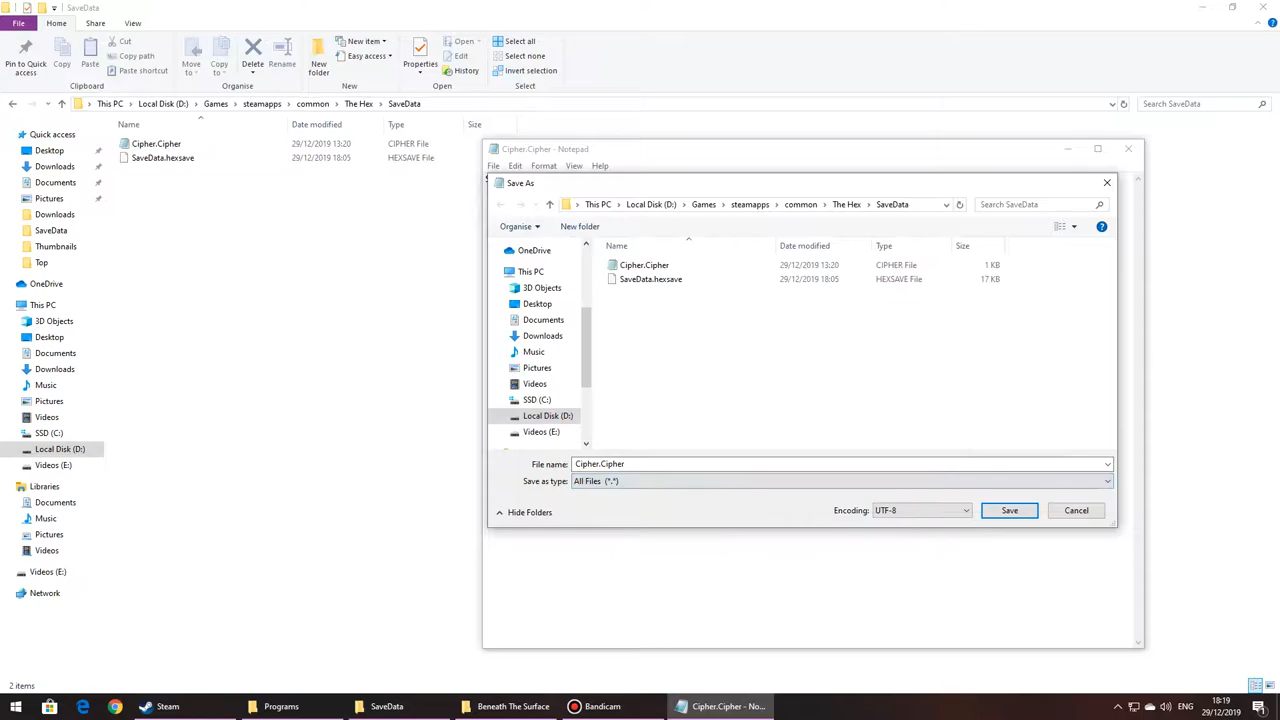 SaveData
File Home Share View
Cut
Copy path
Paste shortcut
Pin to Quick access
Copy
Paste
Clipboard
Move to
Copy to
Delete
Rename
Organise
New folder
New item
Easy access
New
Properties
Open
Edit
History
Open
Select all
Select none
Invert selection
Select
This PC > Local Disk (D:) > Games > steamapps > common > The Hex > SaveData
Search SaveData
Name Date modified Type Size
Cipher.Cipher 29/12/2019 13:20 CIPHER File
SaveData.hexsave 29/12/2019 18:05 HEXSAVE File
Quick access
Desktop
Downloads
Documents
Pictures
Downloads
SaveData
Thumbnails
Top
OneDrive
This PC
3D Objects
Desktop
Documents
Downloads
Music
Pictures
Videos
SSD (C:)
Local Disk (D:)
Videos (E:)
Libraries
Documents
Music
Pictures
Videos
Videos (E:)
Network
2 items
Cipher.Cipher - Notepad
File Edit Format View Help
Save As
This PC > Local Disk (D:) > Games > steamapps > common > The Hex > SaveData
Search SaveData
Organise New folder
Name Date modified Type Size
Cipher.Cipher 29/12/2019 13:20 CIPHER File 1 KB
SaveData.hexsave 29/12/2019 18:05 HEXSAVE File 17 KB
OneDrive
This PC
3D Objects
Desktop
Documents
Downloads
Music
Pictures
Videos
SSD (C:)
Local Disk (D:)
Videos (E:)
File name: Cipher.Cipher
Save as type: All Files (*.*)
Hide Folders
Encoding: UTF-8 Save Cancel
Steam Programs SaveData Beneath The Surface Bandicam Cipher.Cipher - No...
ENG
18:19
29/12/2019